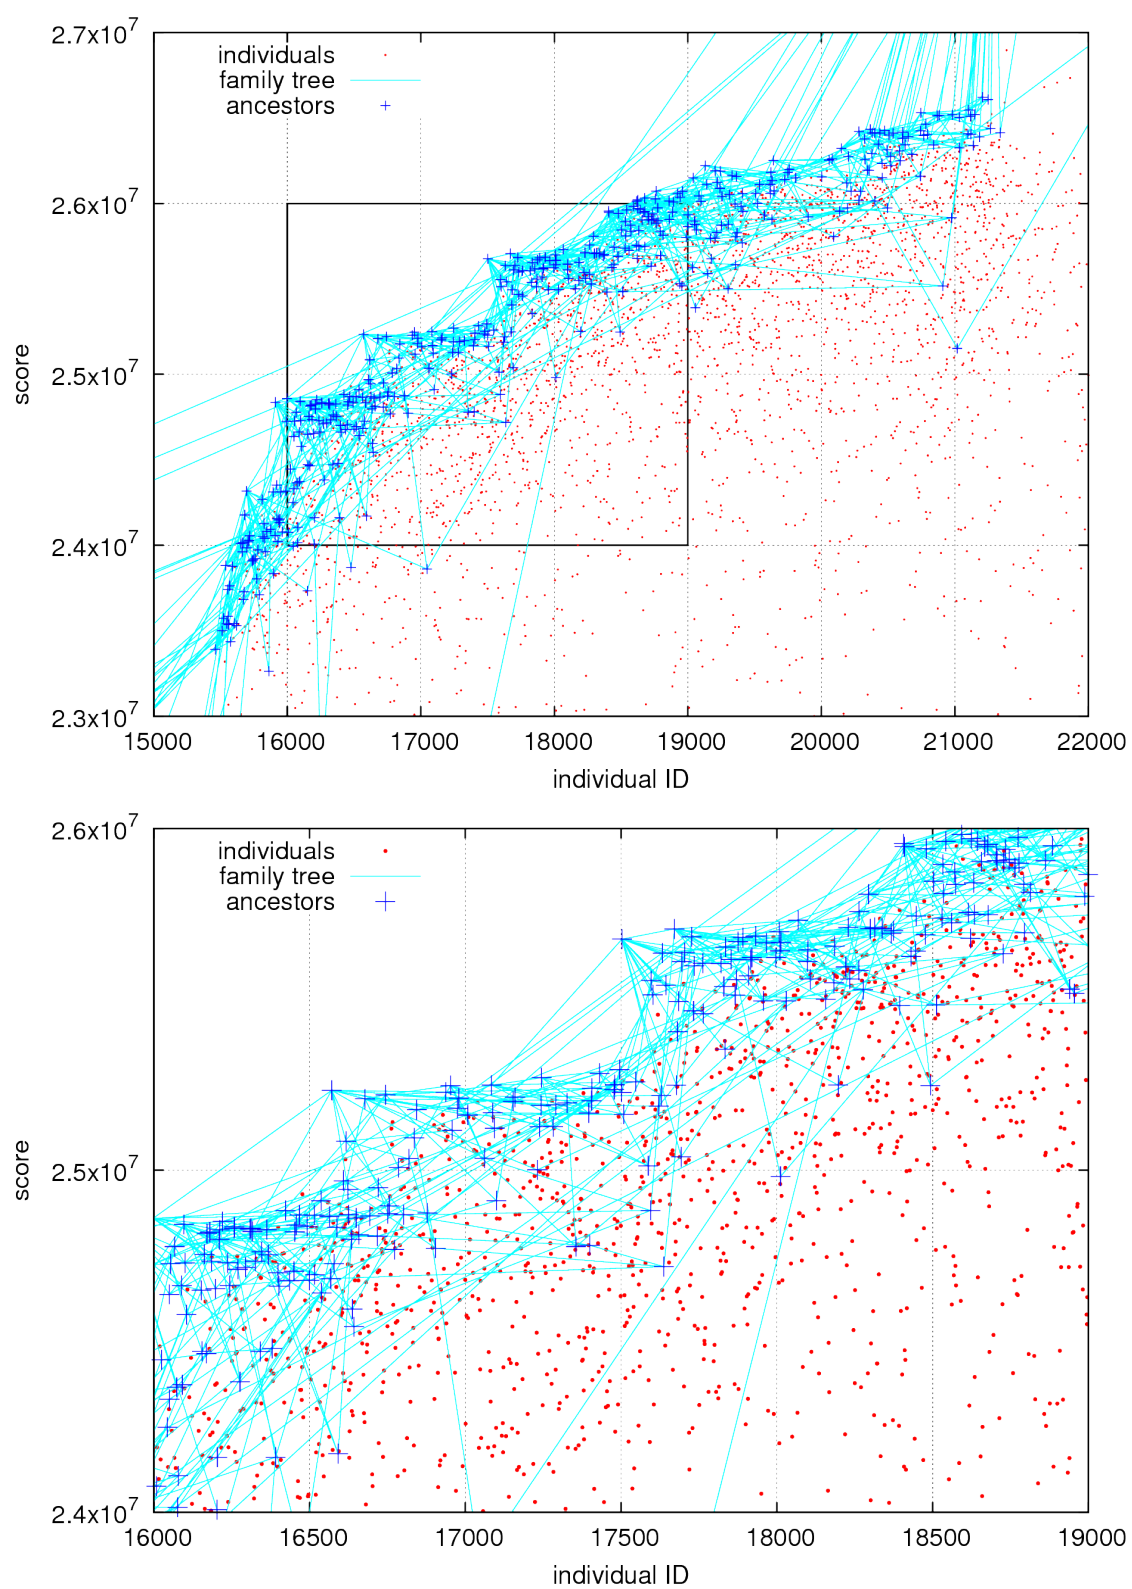 2.7x10^7
individuals
family tree
ancestors
2.6x10^7
2.5x10^7
2.4x10^7
2.3x10^7
score
15000 16000 17000 18000 19000 20000 21000 22000
individual ID
2.6x10^7
individuals
family tree
ancestors
2.5x10^7
2.4x10^7
score
16000 16500 17000 17500 18000 18500 19000
individual ID